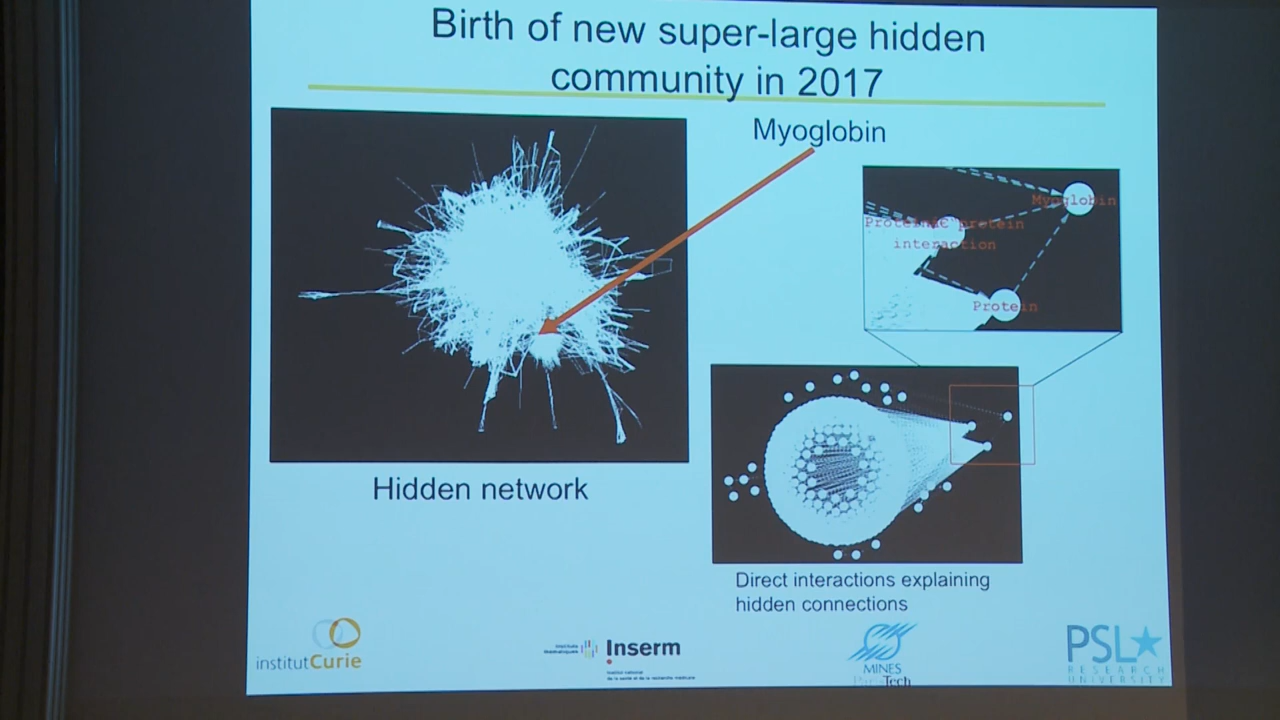 Birth of new super-large hidden
community in 2017
Myoglobin
Myoglobin
protein
interaction
Protein
Hidden network
Direct interactions explaining
hidden connections
institutCurie
Instituts
thématiques
Inserm
Institut national
de la santé et de la recherche médicale
MINES
ParisTech
PSL
RESEARCH
UNIVERSITY